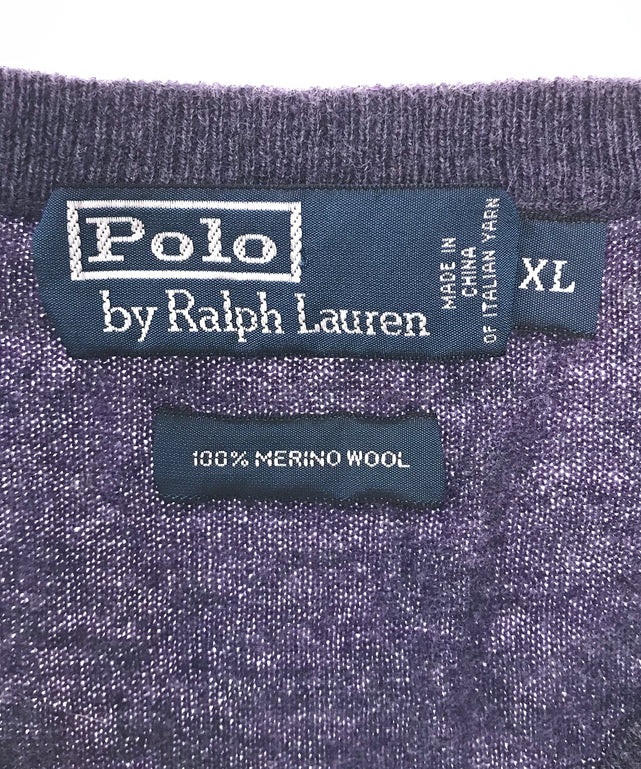 Polo
by Ralph Lauren
MADE IN
CHINA
OF ITALIAN YARN
XL
100% MERINO WOOL